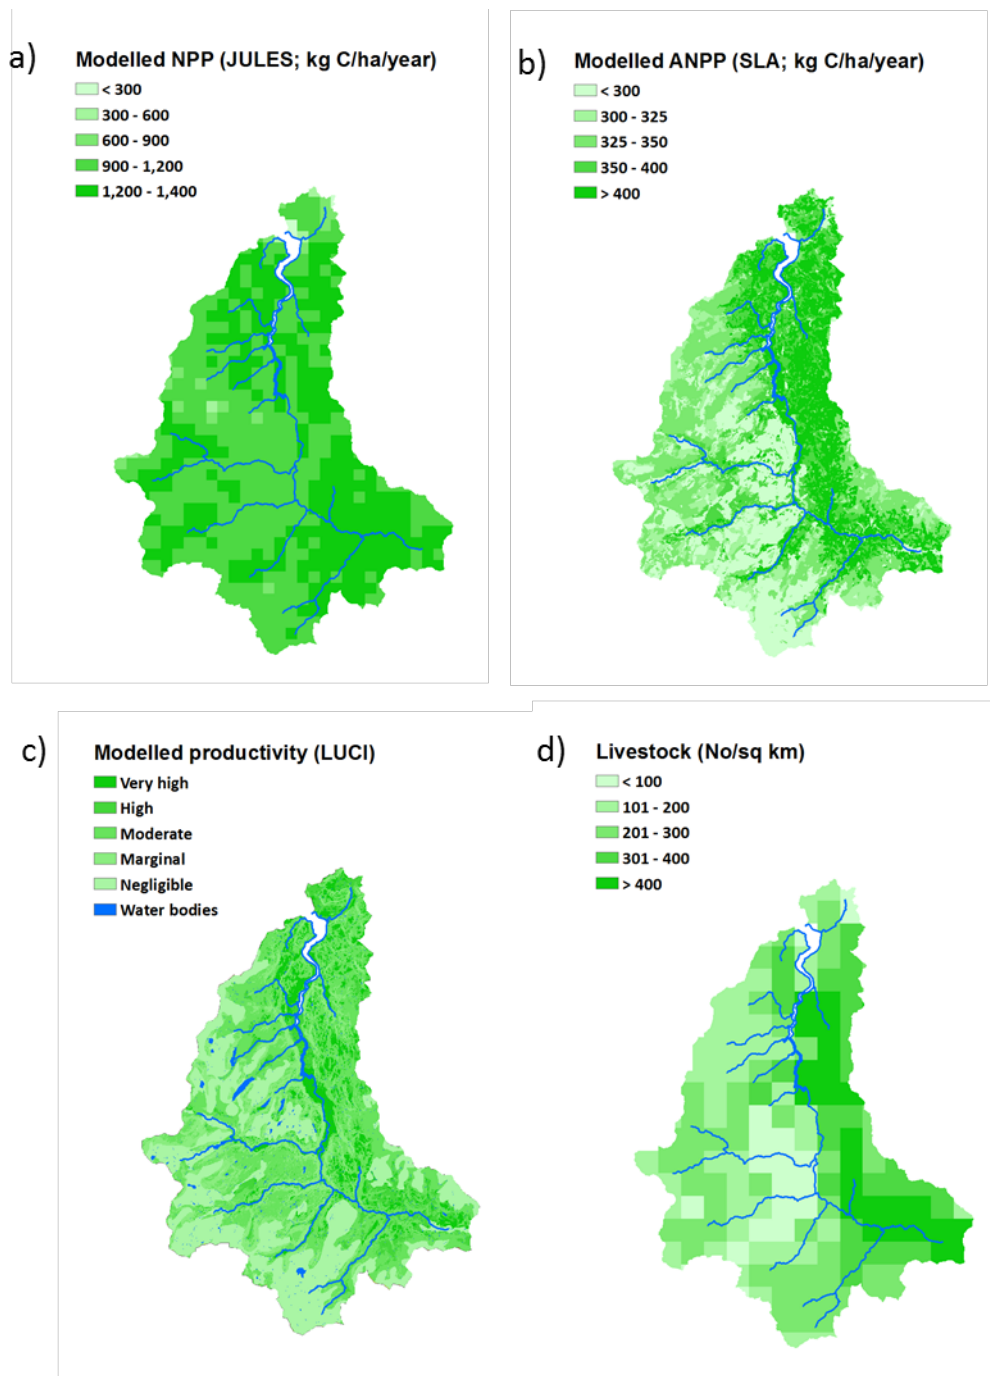 a)
Modelled NPP (JULES; kg C/ha/year)
< 300
300 - 600
600 - 900
900 - 1,200
1,200 - 1,400
b)
Modelled ANPP (SLA; kg C/ha/year)
< 300
300 - 325
325 - 350
350 - 400
> 400
c)
Modelled productivity (LUCI)
Very high
High
Moderate
Marginal
Negligible
Water bodies
d)
Livestock (No/sq km)
< 100
101 - 200
201 - 300
301 - 400
> 400